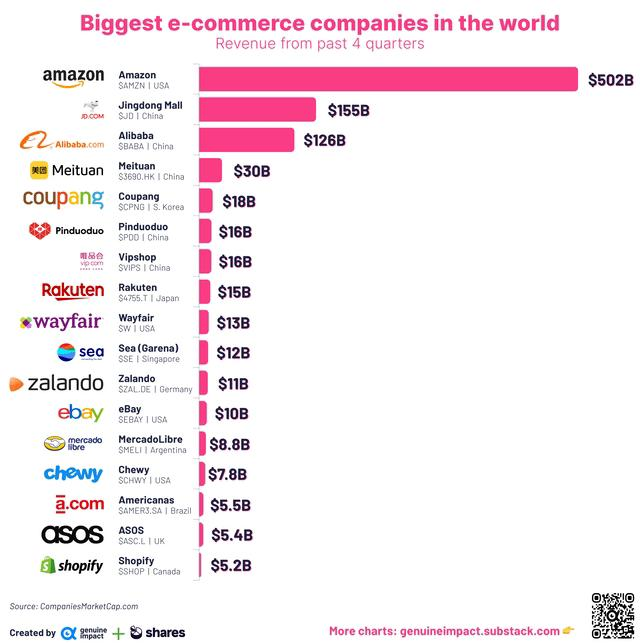 Biggest e-commerce companies in the world
Revenue from past 4 quarters
amazon
Amazon
$AMZN | USA
$502B
JD.COM
Jingdong Mall
$JD | China
$155B
Alibaba.com
Alibaba
$BABA | China
$126B
美团 Meituan
Meituan
$3690.HK | China
$30B
coupang
Coupang
$CPNG | S. Korea
$18B
Pinduoduo
Pinduoduo
$PDD | China
$16B
唯品会
vip.com
Vipshop
$VIPS | China
$16B
Rakuten
Rakuten
$4755.T | Japan
$15B
wayfair
Wayfair
$W | USA
$13B
sea
Sea (Garena)
$SE | Singapore
$12B
zalando
Zalando
$ZAL.DE | Germany
$11B
ebay
eBay
$EBAY | USA
$10B
mercado
libre
MercadoLibre
$MELI | Argentina
$8.8B
chewy
Chewy
$CHWY | USA
$7.8B
a.com
Americanas
$AMER3.SA | Brazil
$5.5B
asos
ASOS
$ASC.L | UK
$5.4B
shopify
Shopify
$SHOP | Canada
$5.2B
Source: CompaniesMarketCap.com
Created by genuine impact + shares
More charts: genuineimpact.substack.com 👉